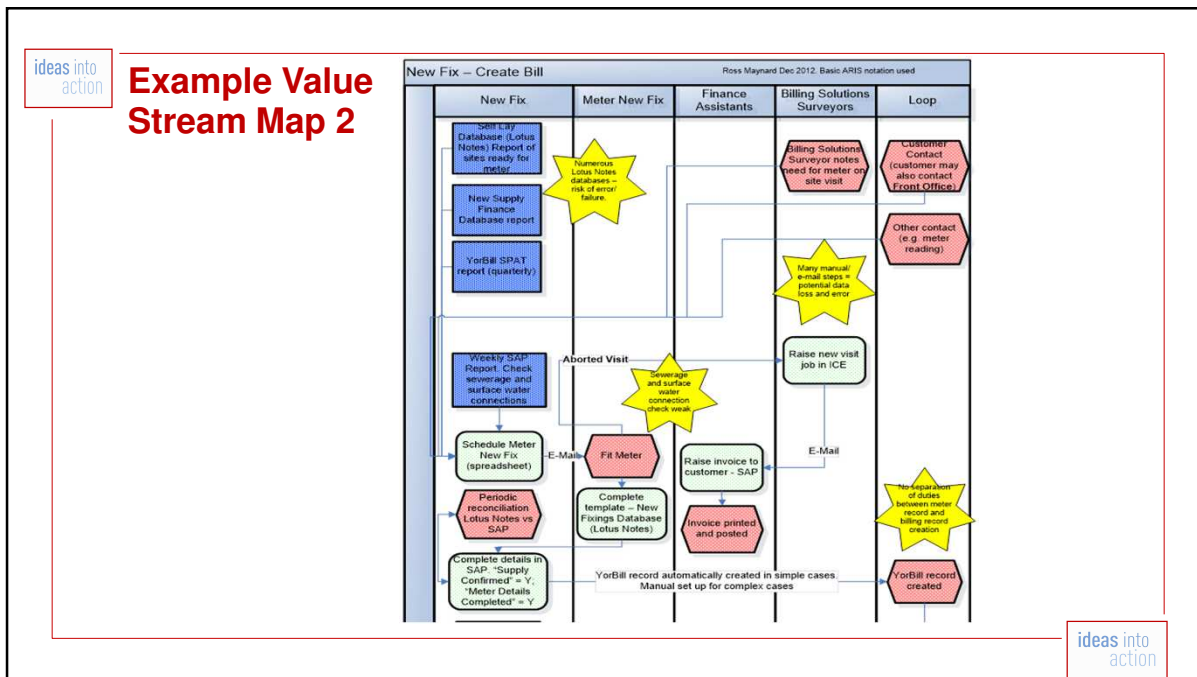 ideas into
action
Example Value
Stream Map 2
New Fix – Create Bill
Ross Maynard Dec 2012. Basic ARIS notation used
New Fix
Meter New Fix
Finance
Assistants
Billing Solutions
Surveyors
Loop
Self Lay
Database (Lotus
Notes) Report of
sites ready for
meter
Numerous
Lotus Notes
databases –
risk of error/
failure.
Billing Solutions
Surveyor notes
need for meter on
site visit
Customer
Contact
(customer may
also contact
Front Office)
New Supply
Finance
Database report
Other contact
(e.g. meter
reading)
YorBill SPAT
report (quarterly)
Many manual/
e-mail steps =
potential data
loss and error
Weekly SAP
Report. Check
sewerage and
surface water
connections
Aborted Visit
Sewerage
and surface
water
connection
check weak
Raise new visit
job in ICE
Schedule Meter
New Fix
(spreadsheet)
E-Mail
Fit Meter
Raise invoice to
customer - SAP
E-Mail
Periodic
reconciliation
Lotus Notes vs
SAP
Complete
template – New
Fixings Database
(Lotus Notes)
Invoice printed
and posted
No separation
of duties
between meter
record and
billing record
creation
Complete details in
SAP. "Supply
Confirmed" = Y;
"Meter Details
Completed" = Y
YorBill record automatically created in simple cases.
Manual set up for complex cases
YorBill record
created
ideas into
action